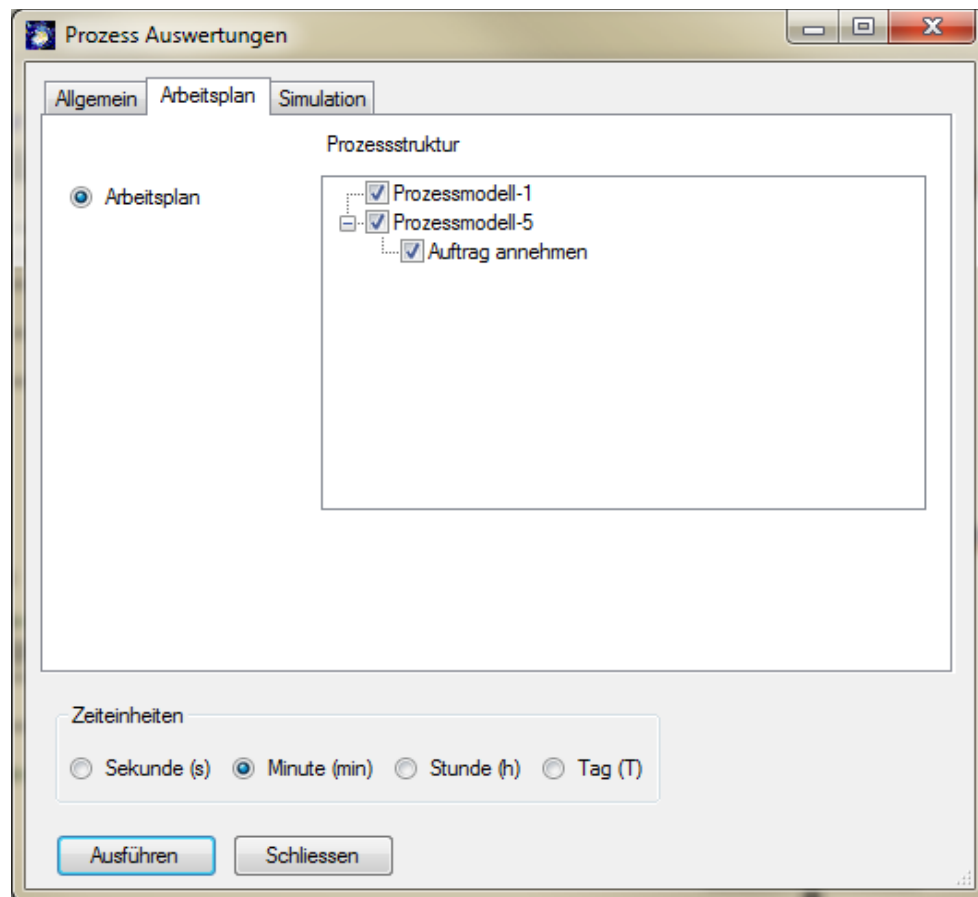 Prozess Auswertungen
Allgemein Arbeitsplan Simulation
Prozessstruktur
Arbeitsplan
Prozessmodell-1
Prozessmodell-5
Auftrag annehmen
Zeiteinheiten
Sekunde (s) Minute (min) Stunde (h) Tag (T)
Ausführen Schliessen